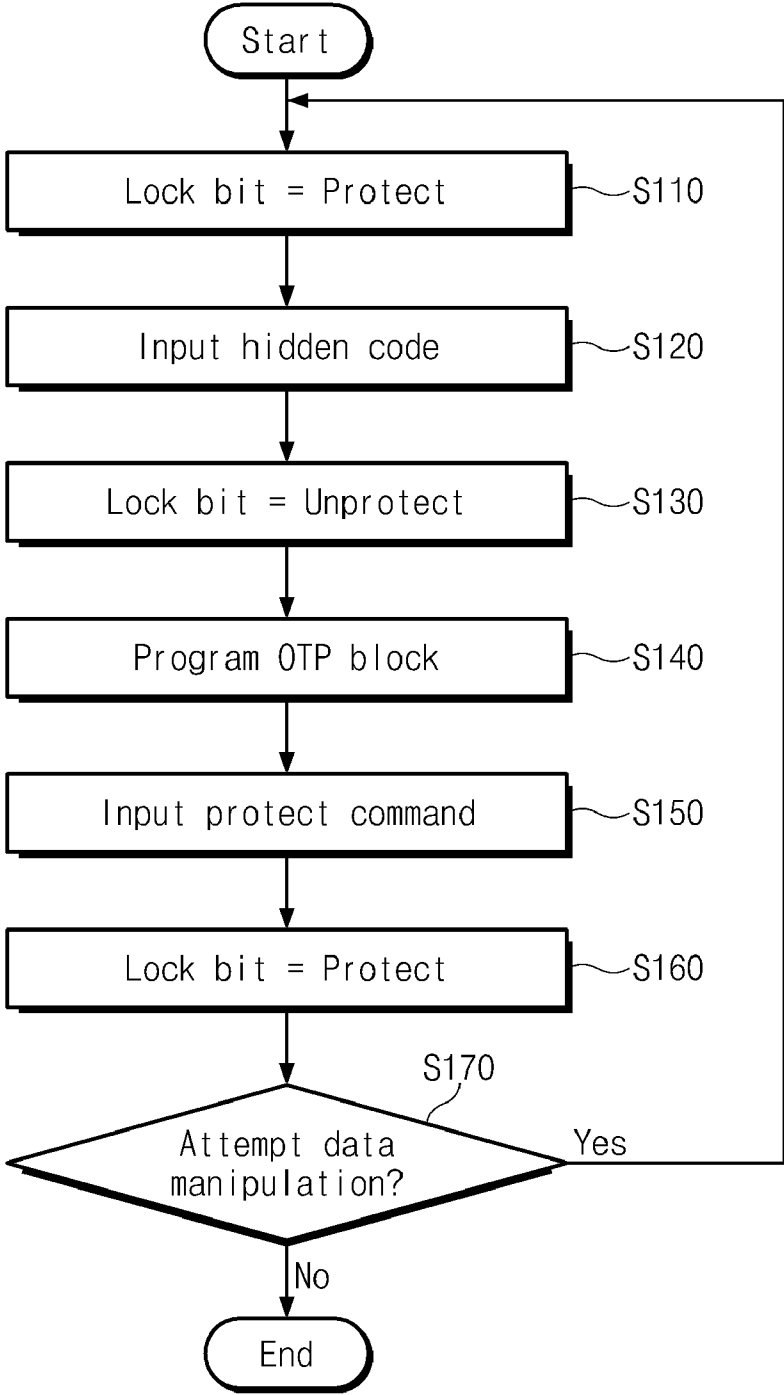 Start
Lock bit = Protect
S110
Input hidden code
S120
Lock bit = Unprotect
S130
Program OTP block
S140
Input protect command
S150
Lock bit = Protect
S160
S170
Attempt data
manipulation?
Yes
No
End